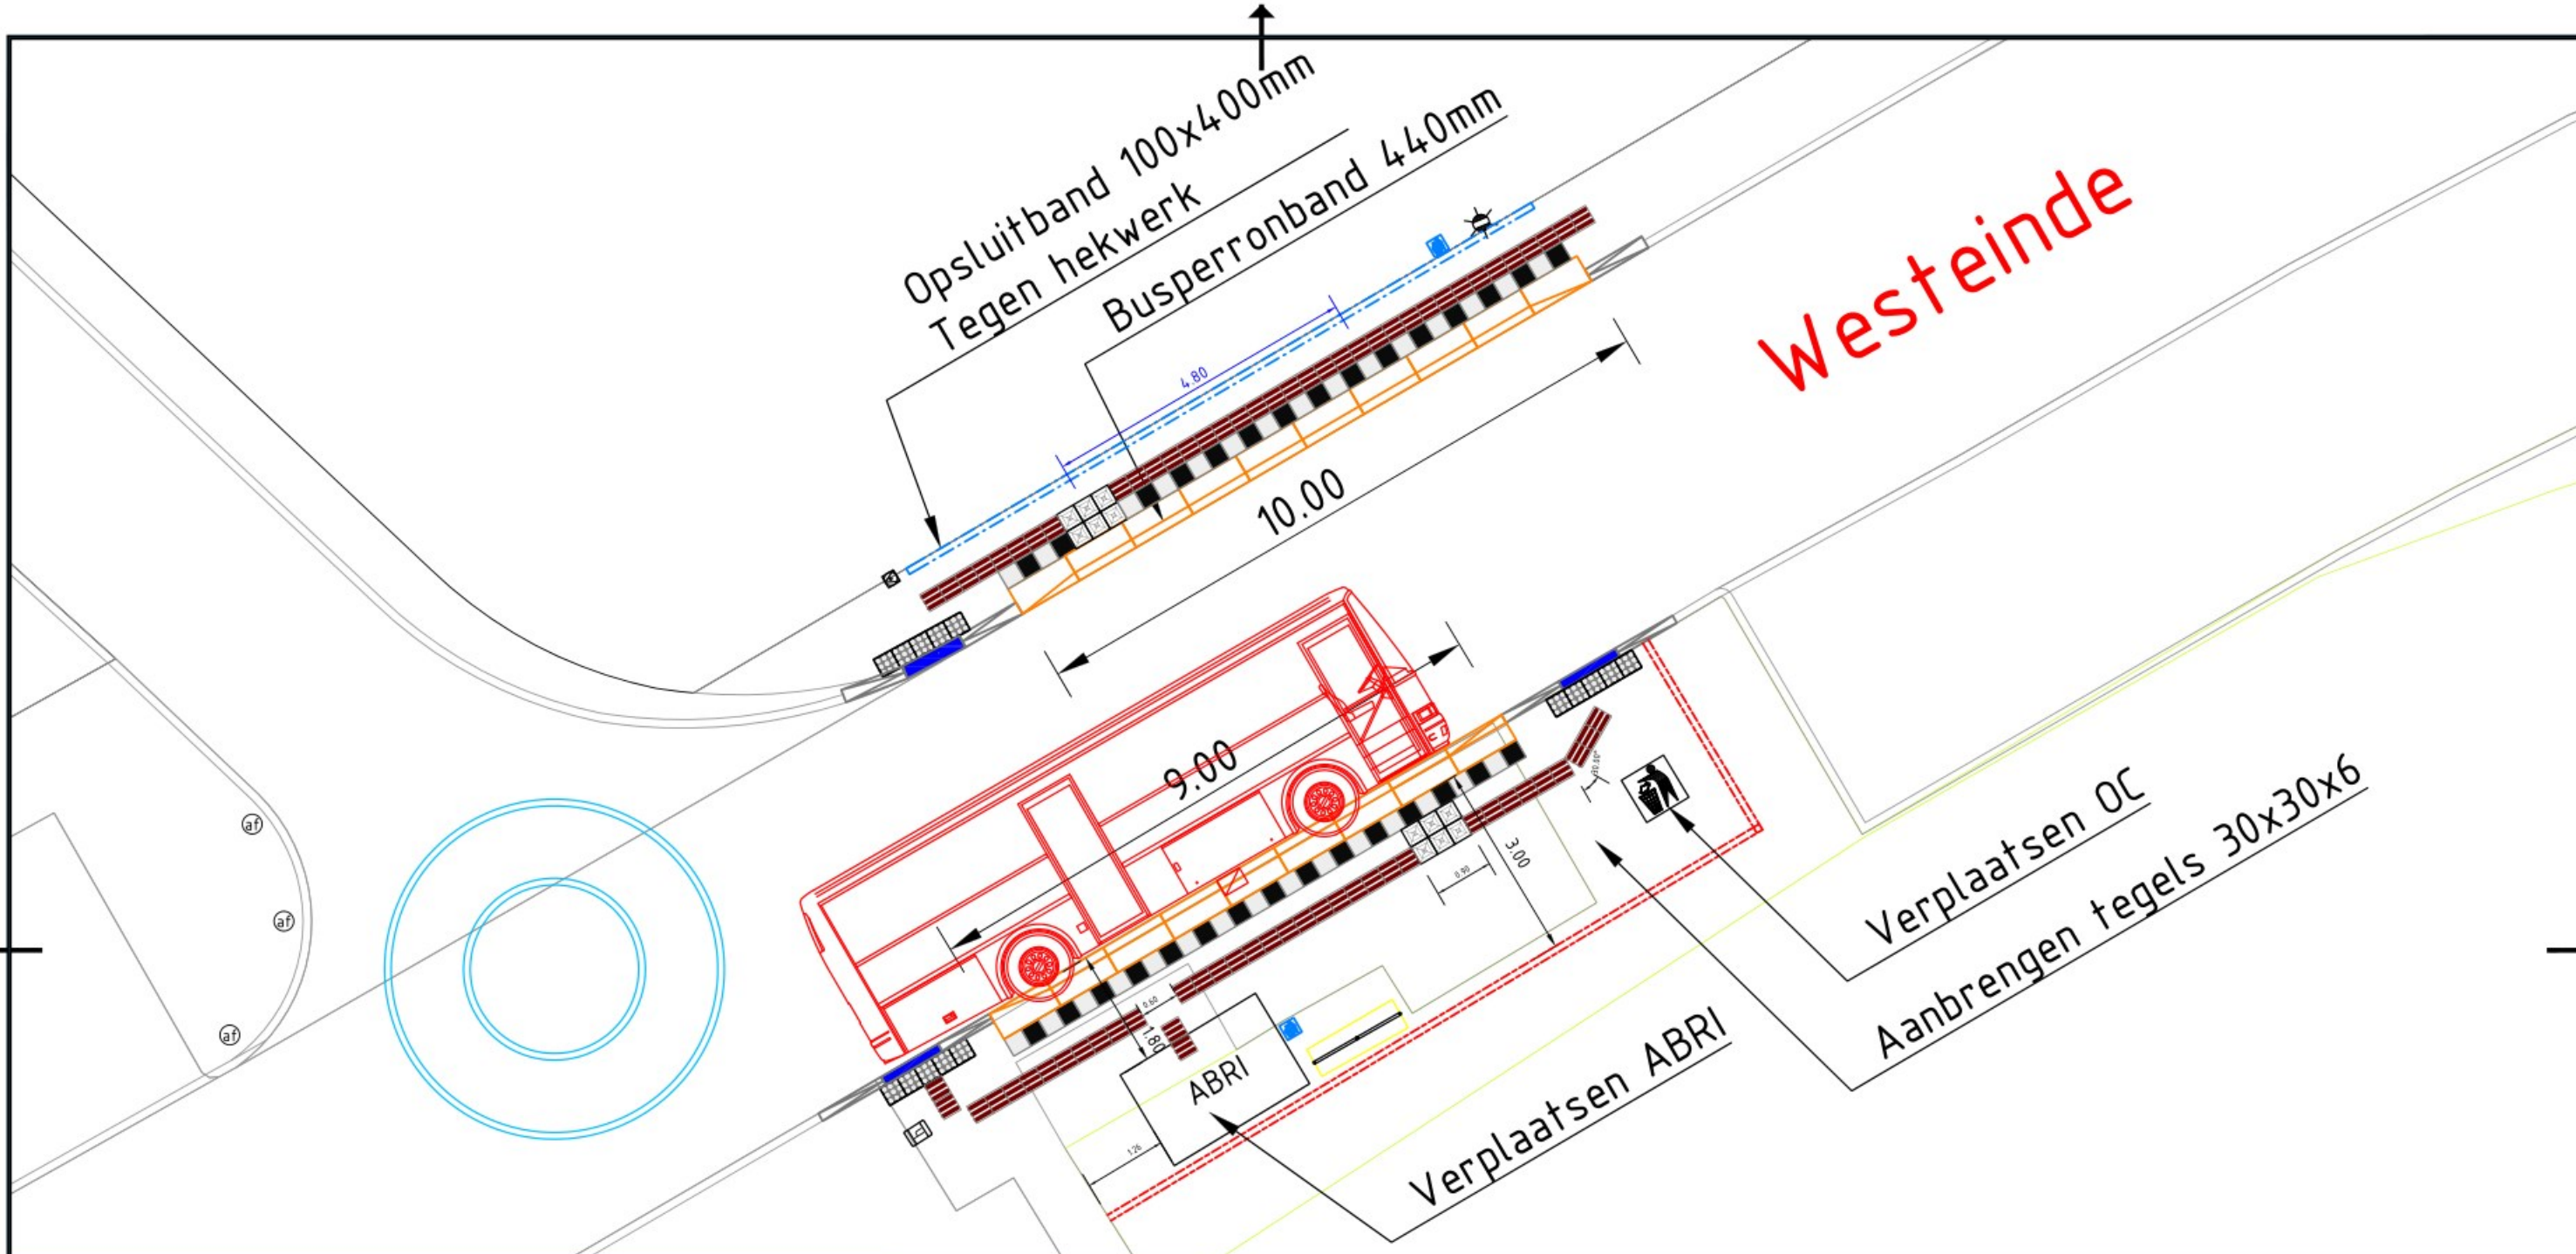 Opsluitband 100x400mm
Tegen hekwerk
Busperronband 440mm
Westeinde
4.80
10.00
9.00
3.00
0.90
0.60
1.80
1.26
ABRI
af
af
af
Verplaatsen OC
Aanbrengen tegels 30x30x6
Verplaatsen ABRI